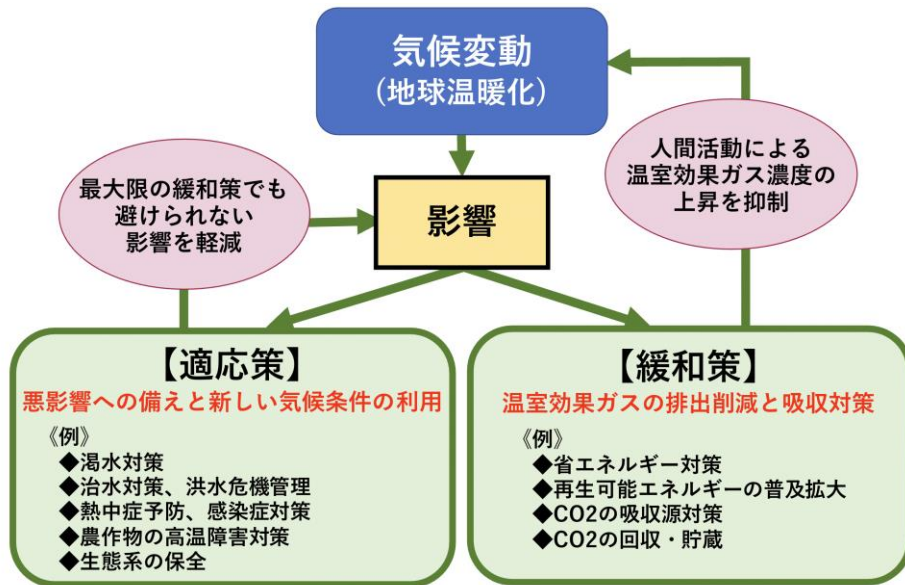 気候変動
(地球温暖化)
人間活動による
温室効果ガス濃度の
上昇を抑制
最大限の緩和策でも
避けられない
影響を軽減
影響
【適応策】
悪影響への備えと新しい気候条件の利用
《例》
◆渇水対策
◆治水対策、洪水危機管理
◆熱中症予防、感染症対策
◆農作物の高温障害対策
◆生態系の保全
【緩和策】
温室効果ガスの排出削減と吸収対策
《例》
◆省エネルギー対策
◆再生可能エネルギーの普及拡大
◆CO2の吸収源対策
◆CO2の回収・貯蔵